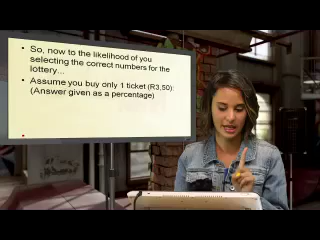 • So, now to the likelihood of you
selecting the correct numbers for the
lottery...
• Assume you buy only 1 ticket (R3,50):
(Answer given as a percentage)